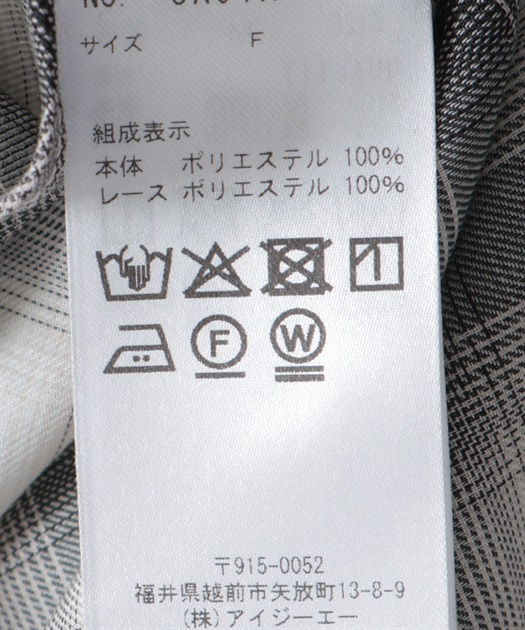 サイズ F
組成表示
本体 ポリエステル 100%
レース ポリエステル 100%
F W
〒915-0052
福井県越前市矢放町13-8-9
(株)アイジーエー